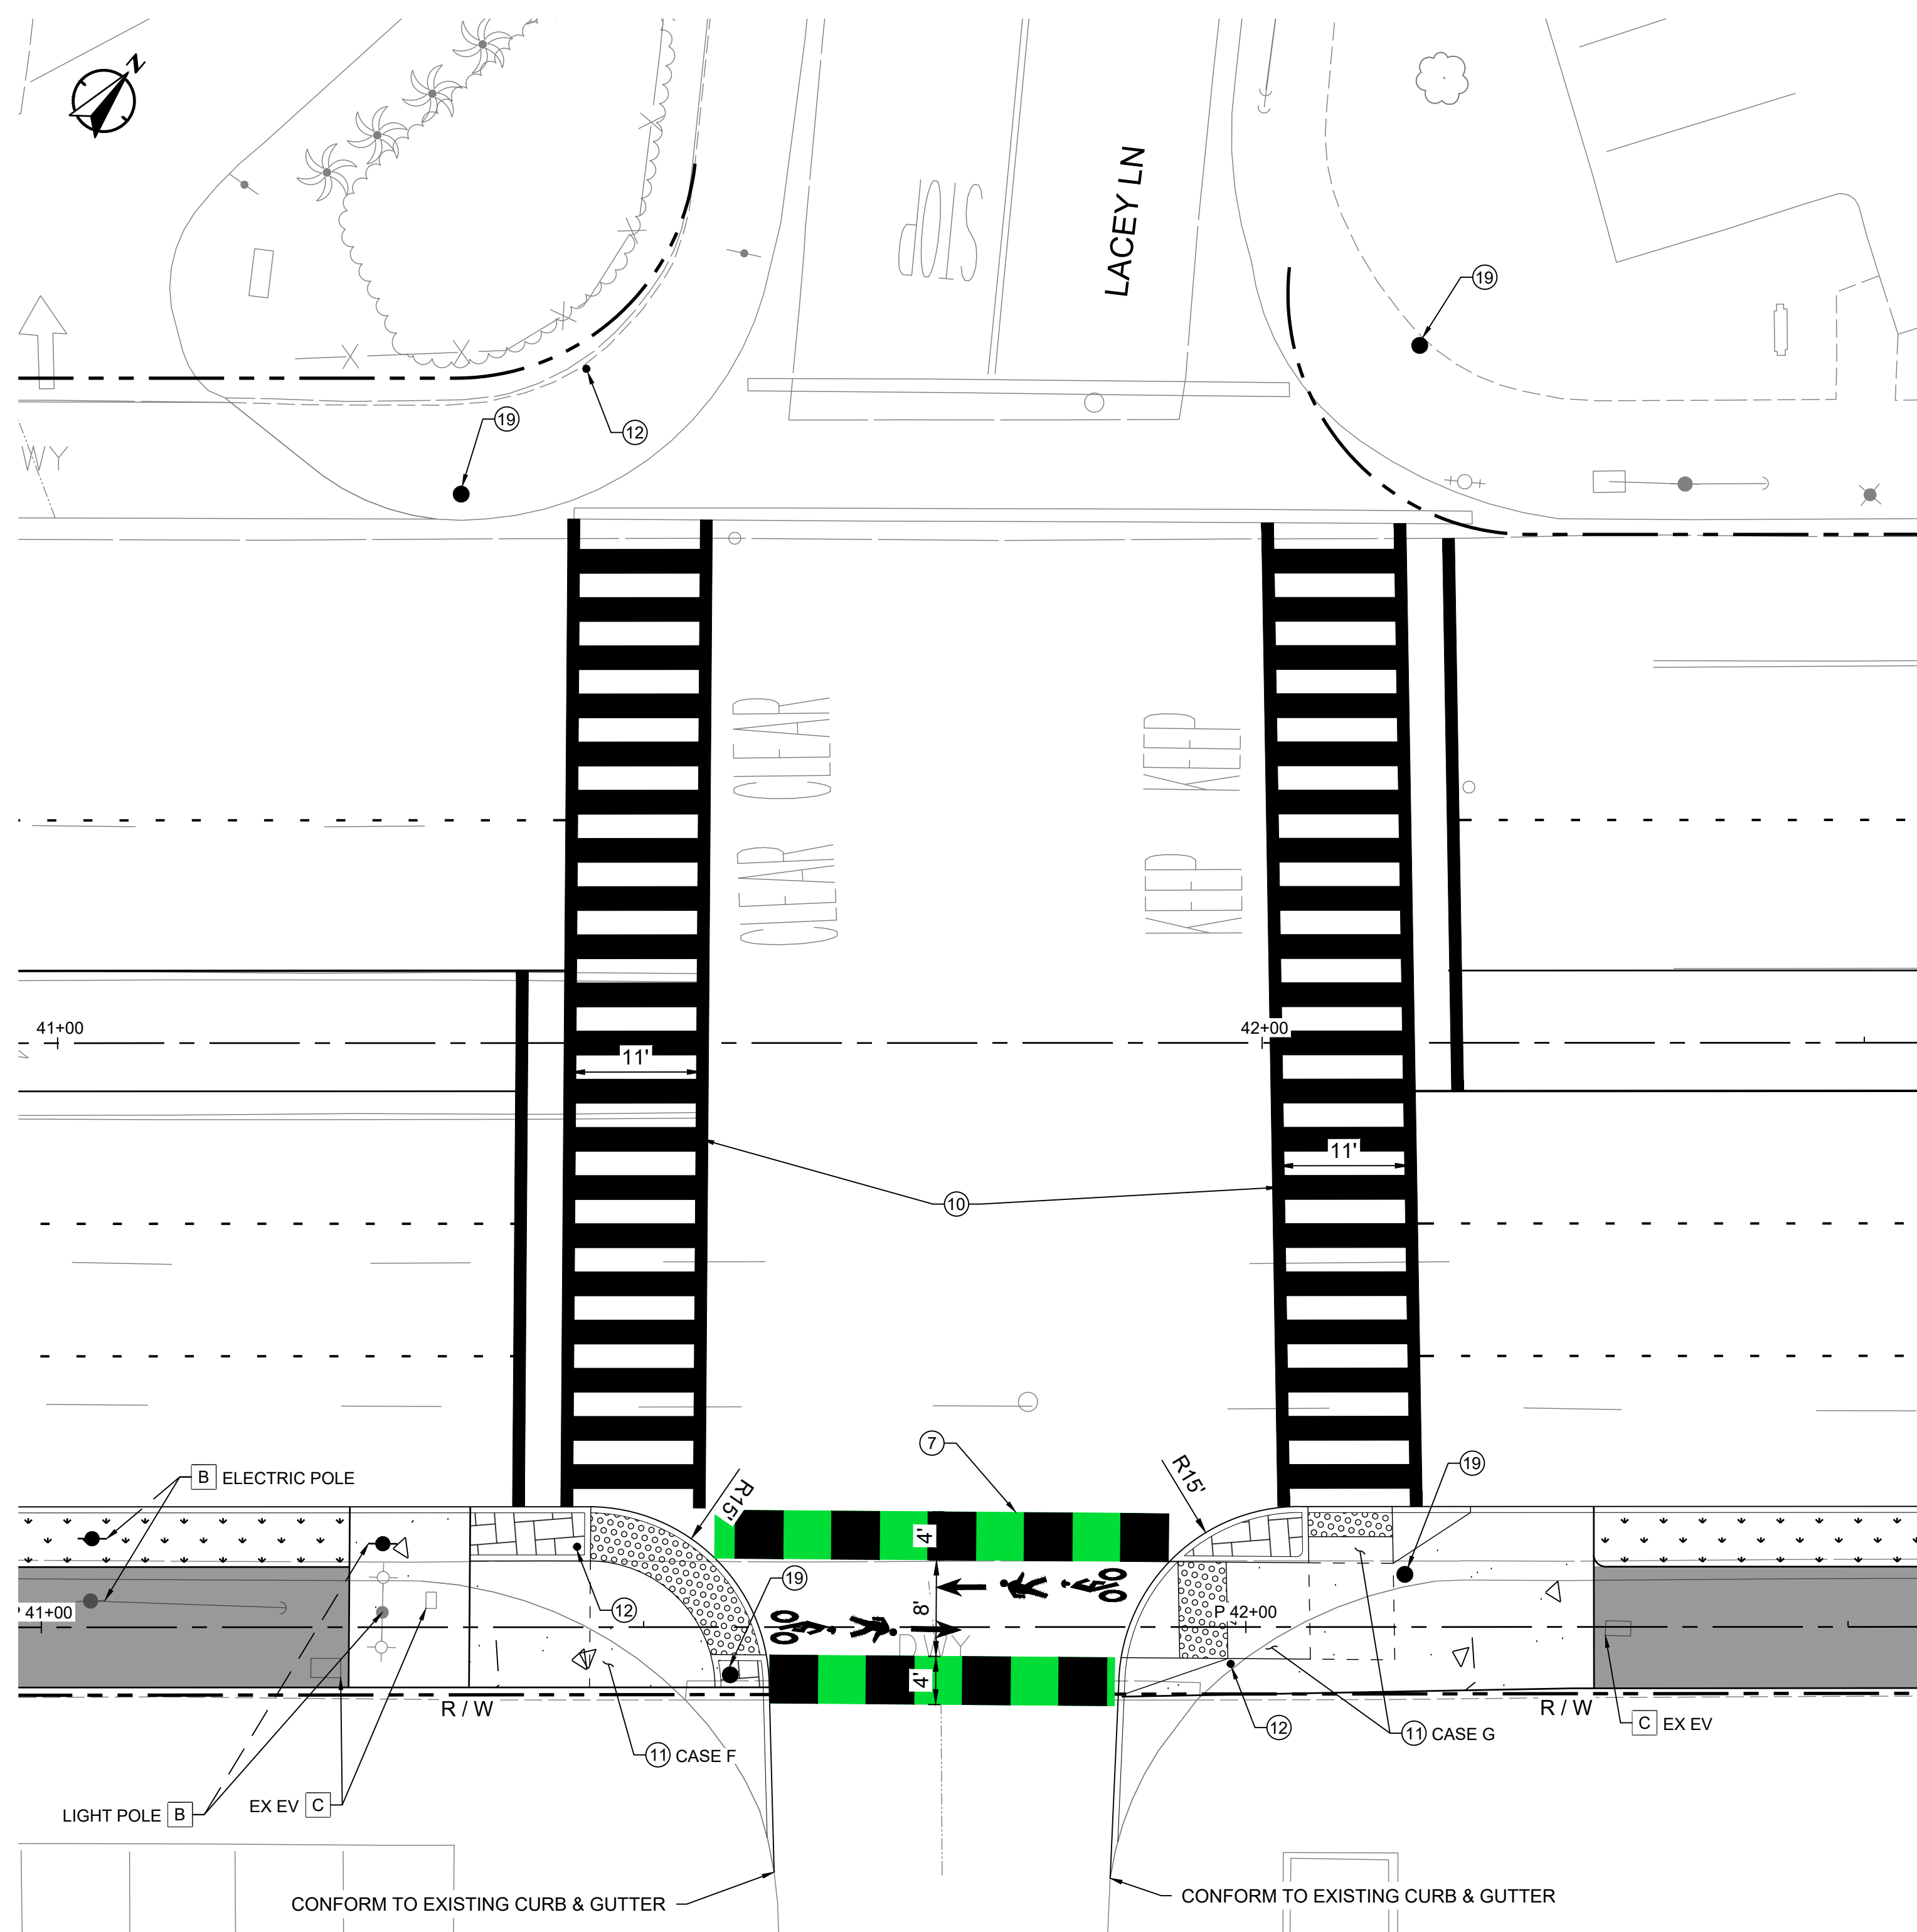 N
LACEY LN
STOP
19
19
12
WY
CLEAR
KEEP
CLEAR
KEEP
41+00
42+00
11'
11'
10
7
R15'
R15'
19
B ELECTRIC POLE
4'
19
8'
12
P 41+00
P 42+00
DWY
4'
R / W
R / W
12
11 CASE F
11 CASE G
C EX EV
EX EV C
LIGHT POLE B
CONFORM TO EXISTING CURB & GUTTER
CONFORM TO EXISTING CURB & GUTTER